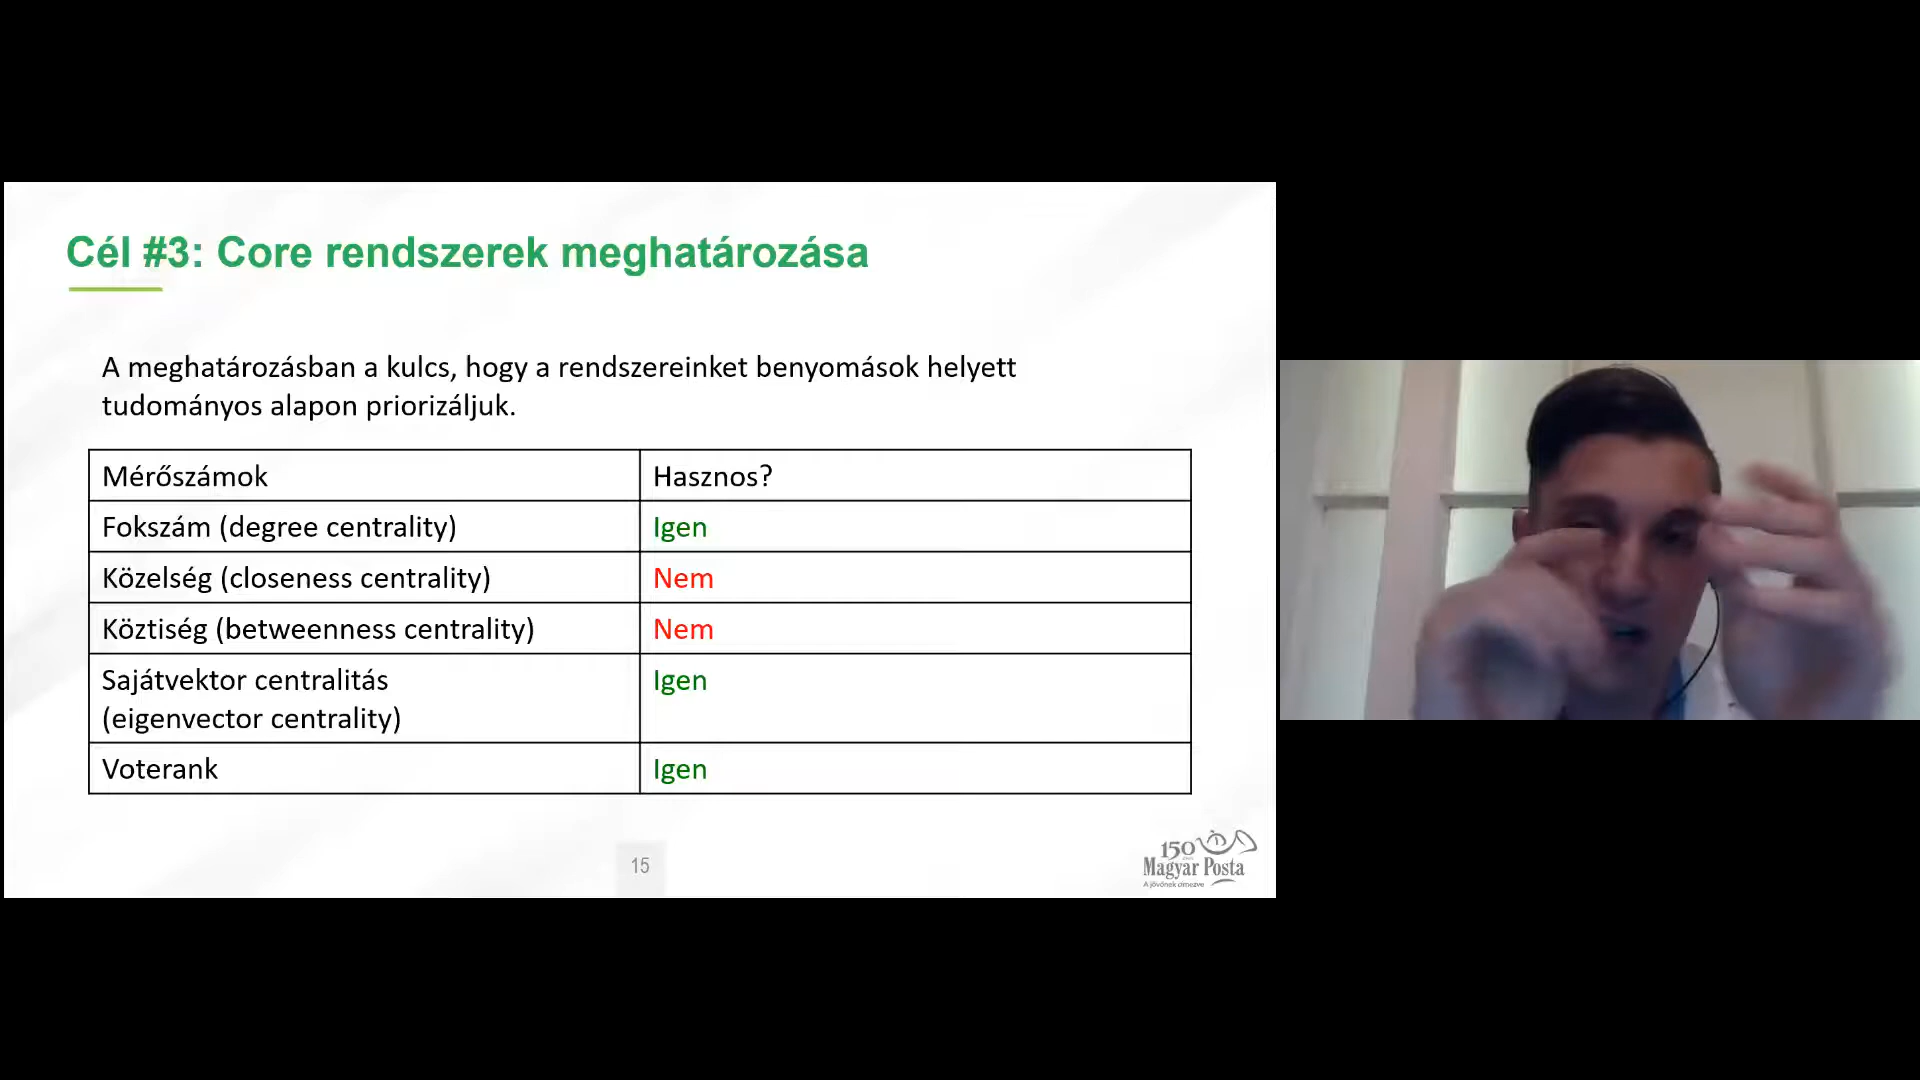 Cél #3: Core rendszerek meghatározása
A meghatározásban a kulcs, hogy a rendszereinket benyomások helyett
tudományos alapon priorizáljuk.
Mérőszámok Hasznos?
Fokszám (degree centrality) Igen
Közelség (closeness centrality) Nem
Köztiség (betweenness centrality) Nem
Sajátvektor centralitás Igen
(eigenvector centrality)
Voterank Igen
15
150
Magyar Posta
A jövőnek címezve